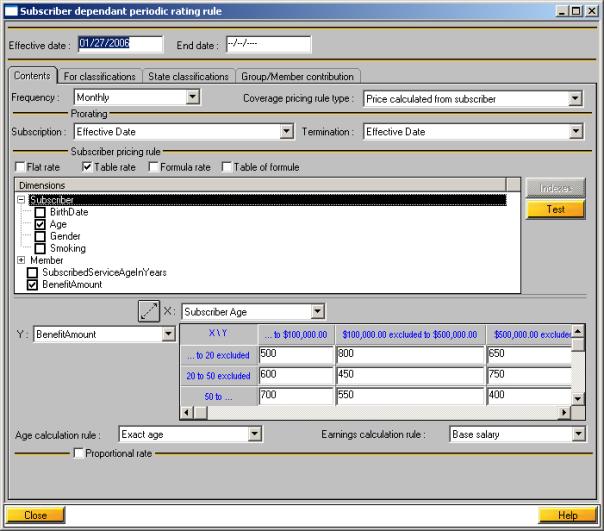 Subscriber dependant periodic rating rule
Effective date : 01/27/2006 End date : --/--/----
Contents For classifications State classifications Group/Member contribution
Frequency : Monthly Coverage pricing rule type : Price calculated from subscriber
Prorating
Subscription : Effective Date Termination : Effective Date
Subscriber pricing rule
Flat rate Table rate Formula rate Table of formule
Dimensions
Indexes
Subscriber
Test
BirthDate
Age
Gender
Smoking
Member
SubscribedServiceAgeInYears
BenefitAmount
X : Subscriber Age
Y : BenefitAmount
X \ Y ... to $100,000.00 $100,000.00 excluded to $500,000.00 $500,000.00 excluded
... to 20 excluded 500 800 650
20 to 50 excluded 600 450 750
50 to ... 700 550 400
Age calculation rule : Exact age Earnings calculation rule : Base salary
Proportional rate
Close Help